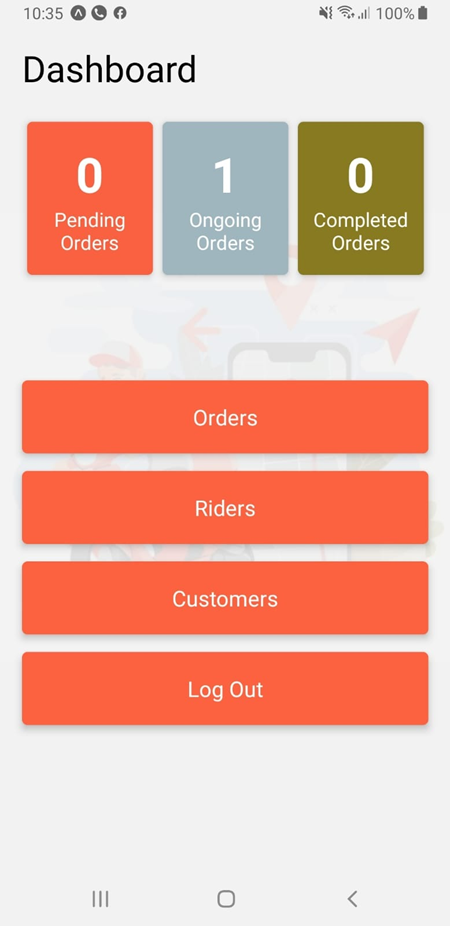 10:35
100%
Dashboard
0
Pending
Orders
1
Ongoing
Orders
0
Completed
Orders
Orders
Riders
Customers
Log Out